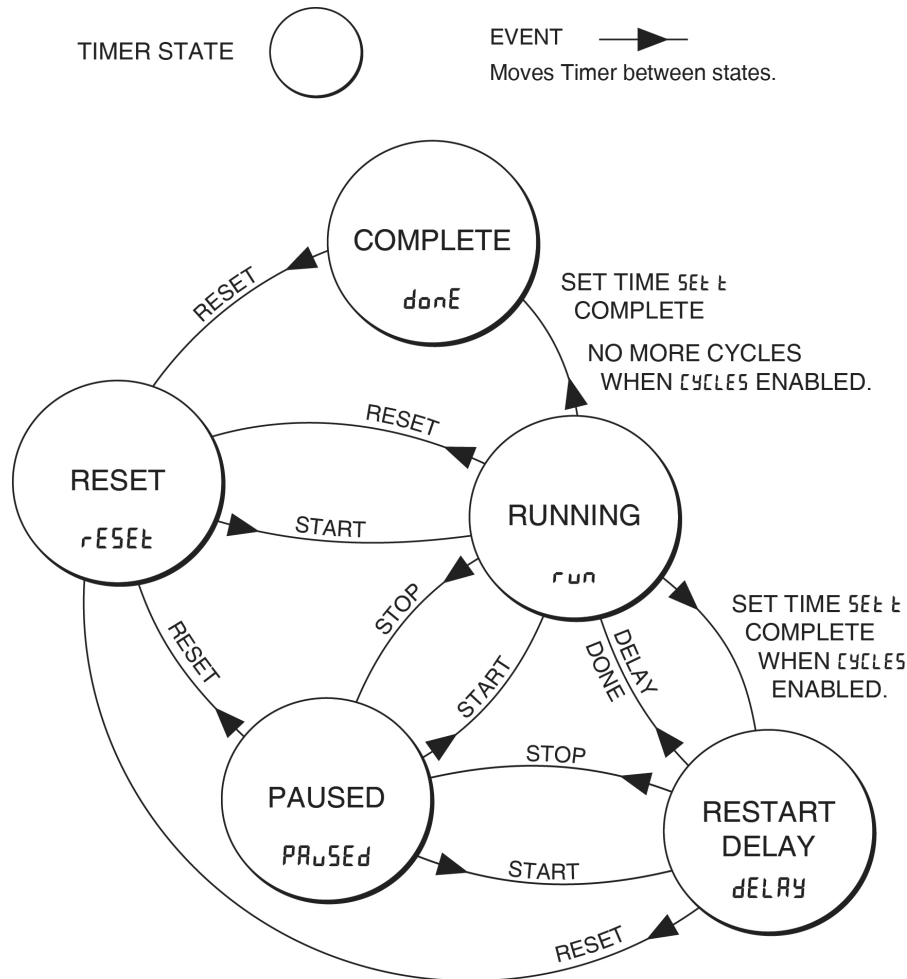 TIMER STATE
EVENT
Moves Timer between states.
COMPLETE
donE
RESET
SET TIME SEt t
COMPLETE
NO MORE CYCLES
WHEN CYCLES ENABLED.
RESET
RESET
rESEt
START
RUNNING
run
STOP
RESET
START
DELAY
DONE
SET TIME SEt t
COMPLETE
WHEN CYCLES
ENABLED.
STOP
PAUSED
PAuSEd
START
RESTART
DELAY
dELAY
RESET